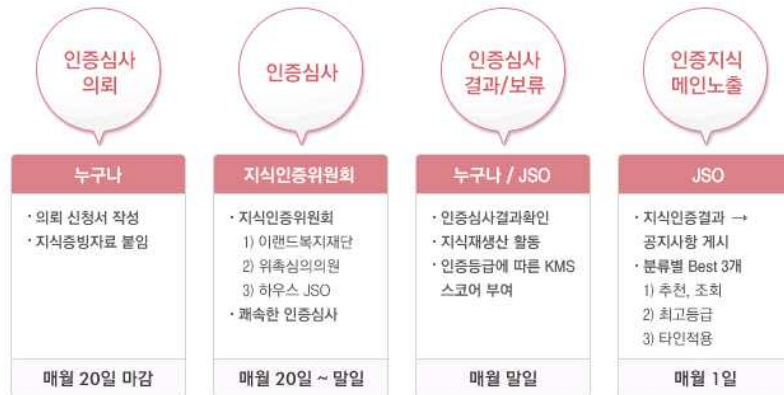 인증심사
의뢰
누구나
· 의뢰 신청서 작성
· 지식증빙자료 붙임
매월 20일 마감
인증심사
지식인증위원회
· 지식인증위원회
1) 이랜드복지재단
2) 위촉심의의원
3) 하우스 JSO
· 쾌속한 인증심사
매월 20일 ~ 말일
인증심사
결과/보류
누구나 / JSO
· 인증심사결과확인
· 지식재생산 활동
· 인증등급에 따른 KMS
스코어 부여
매월 말일
인증지식
메인노출
JSO
· 지식인증결과 →
공지사항 게시
· 분류별 Best 3개
1) 추천, 조회
2) 최고등급
3) 타인적용
매월 1일